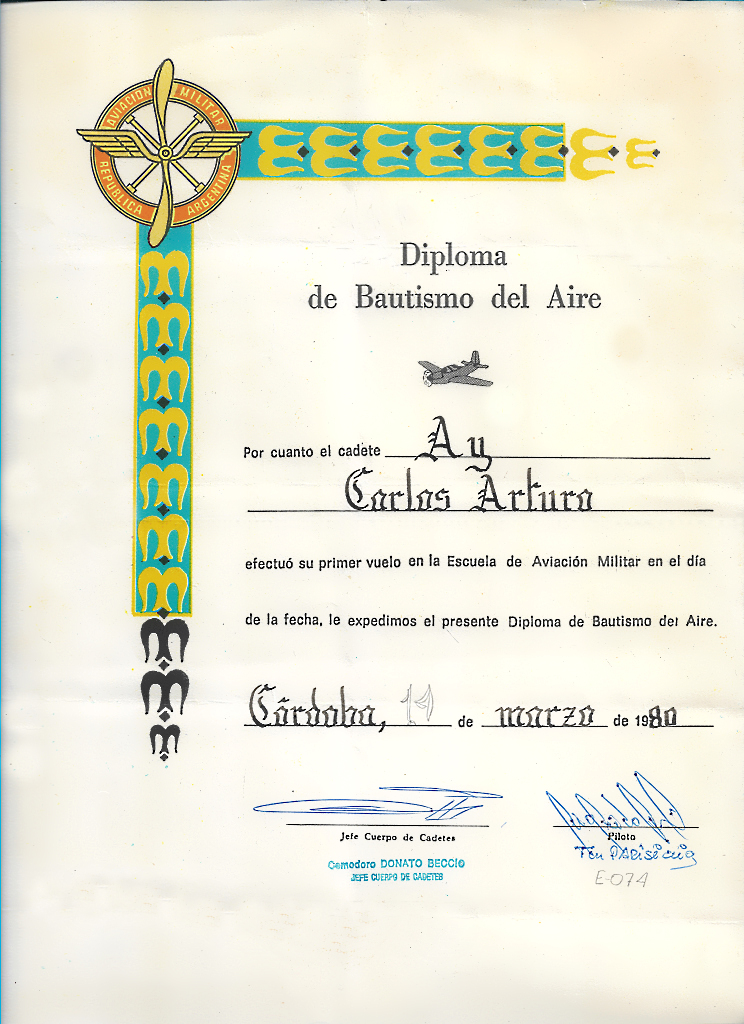 AVIACION MILITAR
REPUBLICA ARGENTINA
Diploma
de Bautismo del Aire
Por cuanto el cadete Ay
Carlos Arturo
efectuó su primer vuelo en la Escuela de Aviación Militar en el día
de la fecha, le expedimos el presente Diploma de Bautismo del Aire.
Córdoba, 19 de marzo de 1980
Jefe Cuerpo de Cadetes
Piloto
Comodoro DONATO BECCIO
JEFE CUERPO DE CADETES
E-074